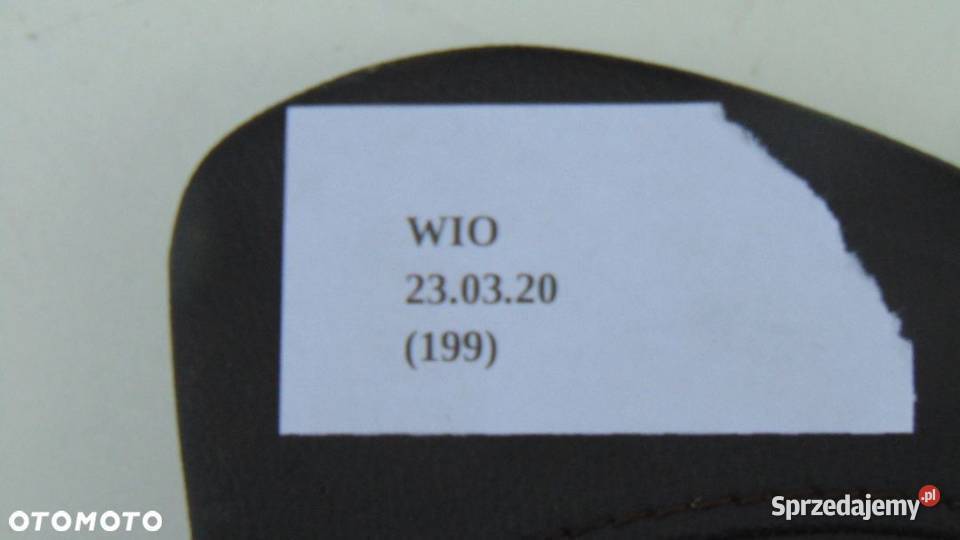 WIO
23.03.20
(199)
OTOMOTO
Sprzedajemy.pl